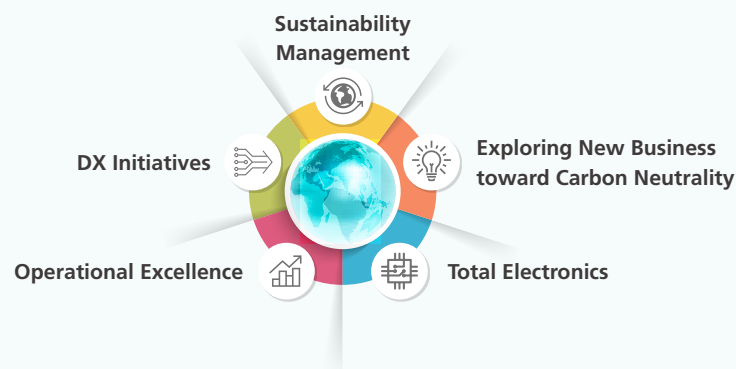 Sustainability
Management
DX Initiatives
Exploring New Business
toward Carbon Neutrality
Operational Excellence
Total Electronics